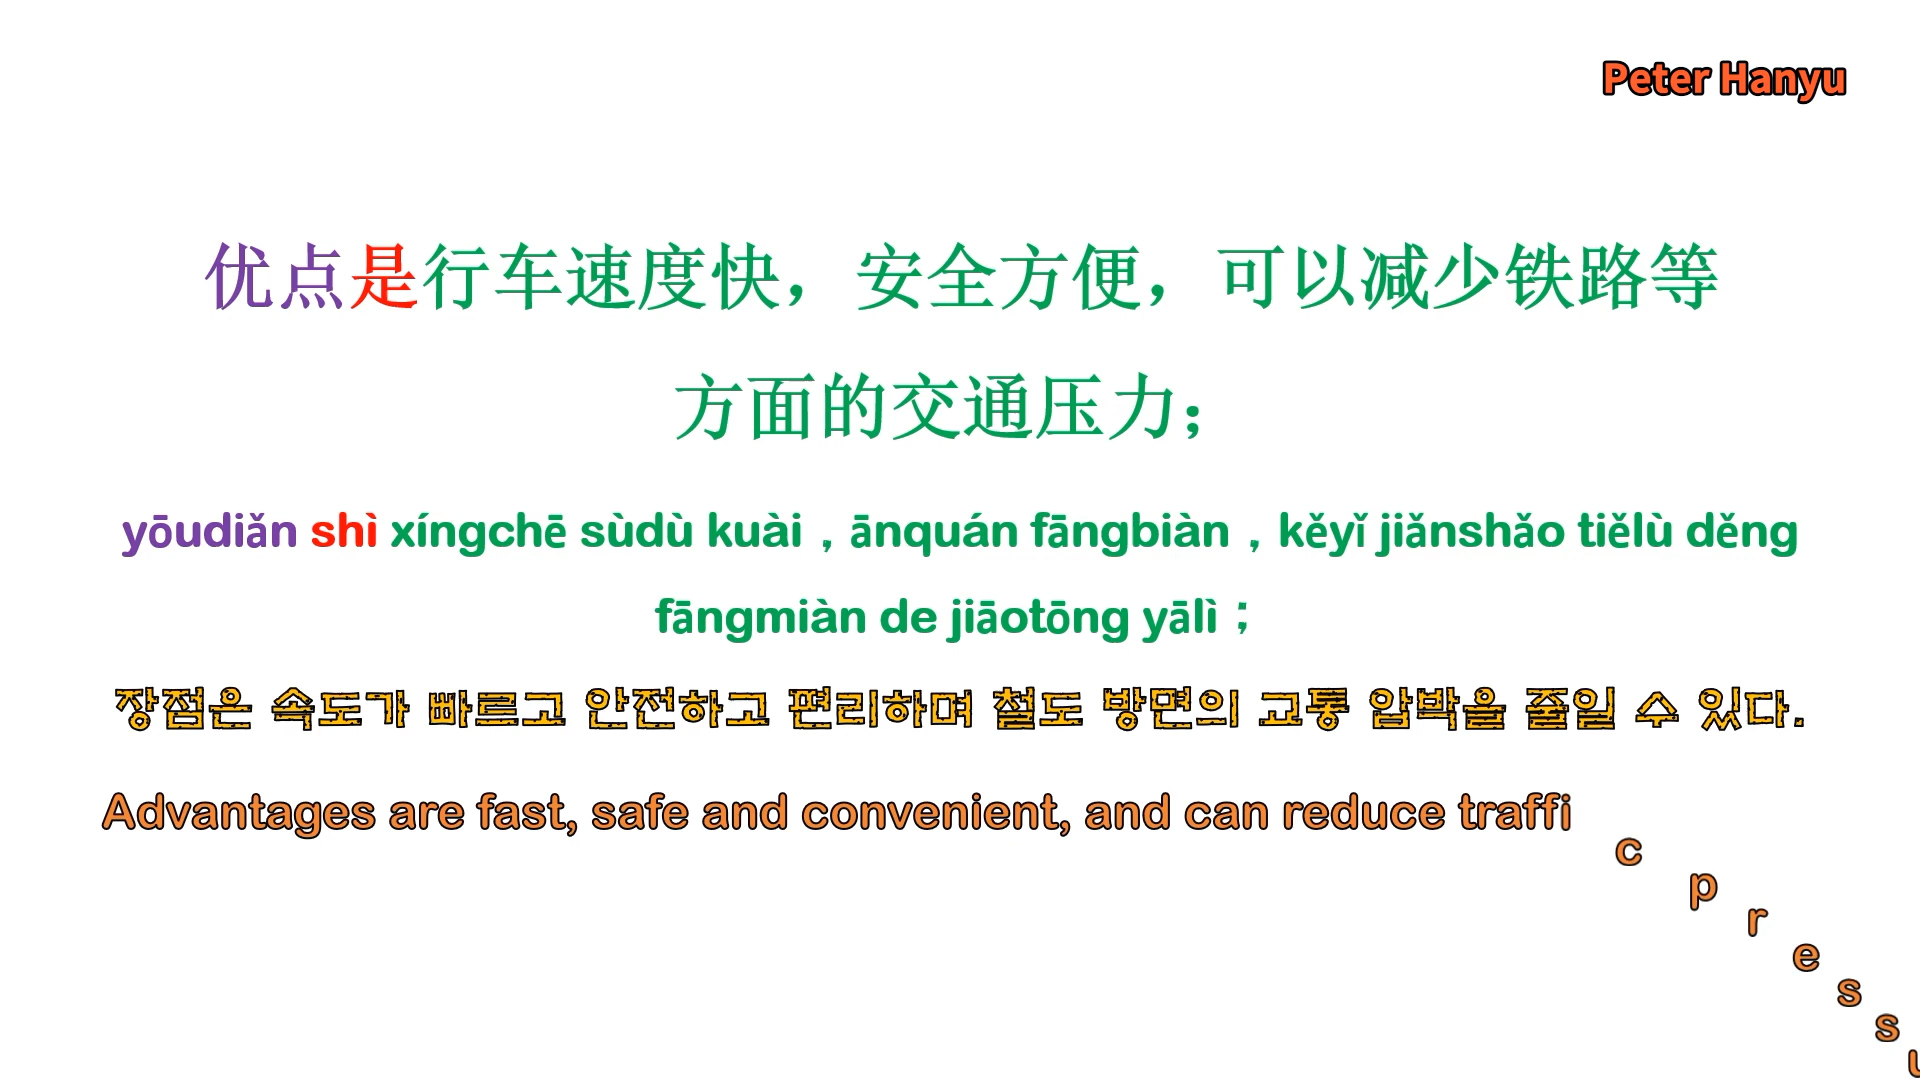 Peter Hanyu
优点是行车速度快，安全方便，可以减少铁路等
方面的交通压力；
yōudiǎn shì xíngchē sùdù kuài，ānquán fāngbiàn，kěyǐ jiǎnshǎo tiělù děng
fāngmiàn de jiāotōng yālì；
장점은 속도가 빠르고 안전하고 편리하며 철도 방면의 교통 압박을 줄일 수 있다.
Advantages are fast, safe and convenient, and can reduce traffic pressu